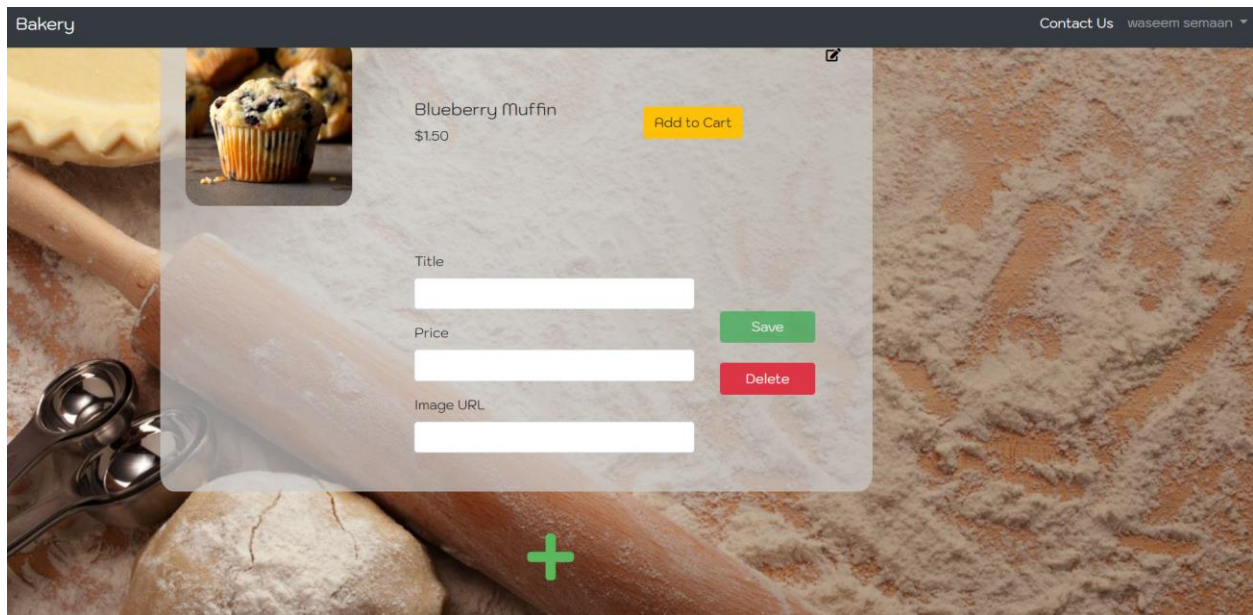 Bakery
Contact Us waseem semaan
Blueberry Muffin
$1.50
Add to Cart
Title
Price
Image URL
Save
Delete